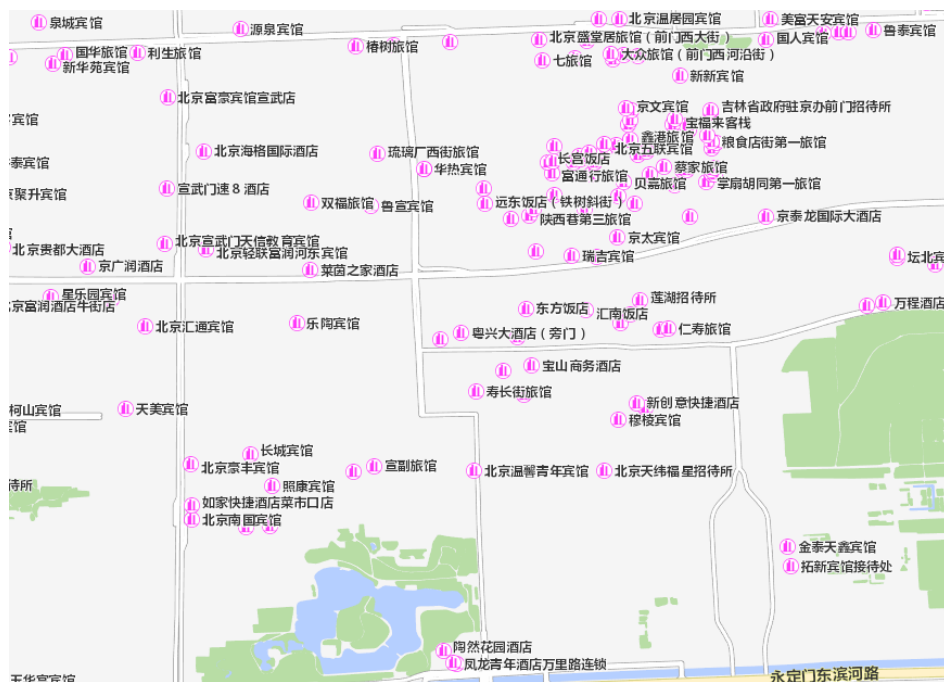 泉城宾馆
源泉宾馆
北京温居园宾馆
美富天安宾馆
国人宾馆
鲁泰宾馆
国华旅馆
利生旅馆
椿树旅馆
北京盛堂居旅馆(前门西大街)
大众旅馆(前门西河沿街)
新华苑宾馆
七旅馆
新新宾馆
北京富豪宾馆宣武店
京文宾馆
吉林省政府驻京办前门招待所
宾馆
宝福来客栈
鑫港旅馆
粮食店街第一旅馆
北京海格国际酒店
琉璃厂西街旅馆
北京五联宾馆
泰宾馆
长宫饭店
华热宾馆
蔡家旅馆
富通行旅馆
贝嘉旅馆
掌扇胡同第一旅馆
聚升宾馆
宣武门速8酒店
双福旅馆
鲁宣宾馆
远东饭店(铁树斜街)
陕西巷第三旅馆
京泰龙国际大酒店
京太宾馆
北京贵都大酒店
北京宣武门天信教育宾馆
北京轻联富润河东宾馆
瑞吉宾馆
坛北宾
京广润酒店
莱茵之家酒店
星乐园宾馆
京富润酒店牛街店
莲湖招待所
东方饭店
汇南饭店
万程酒店
北京汇通宾馆
乐陶宾馆
粤兴大酒店(旁门)
仁寿旅馆
宝山商务酒店
寿长街旅馆
新创意快捷酒店
柯山宾馆
天美宾馆
穆棱宾馆
宾馆
长城宾馆
北京豪丰宾馆
宣副旅馆
北京温馨青年宾馆
北京天纬福星招待所
待所
照康宾馆
如家快捷酒店菜市口店
北京南国宾馆
金泰天鑫宾馆
拓新宾馆接待处
陶然花园酒店
凤龙青年酒店万里路连锁
永定门东滨河路